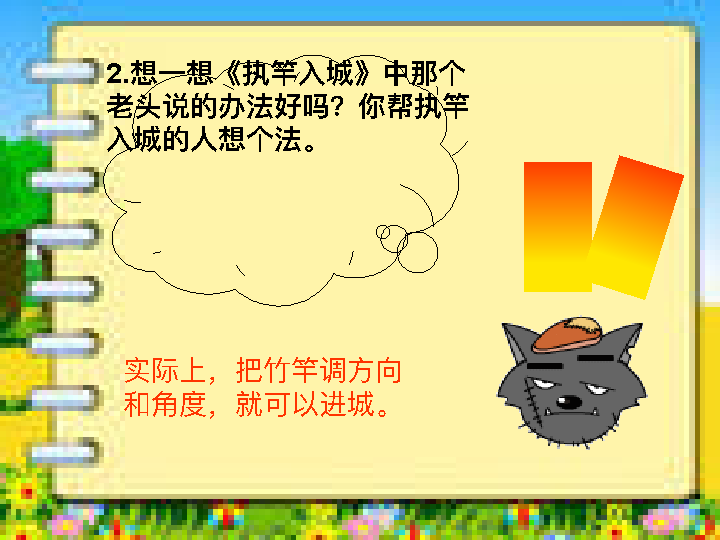 2.想一想《执竿入城》中那个
老头说的办法好吗？你帮执竿
入城的人想个法。
实际上，把竹竿调方向
和角度，就可以进城。